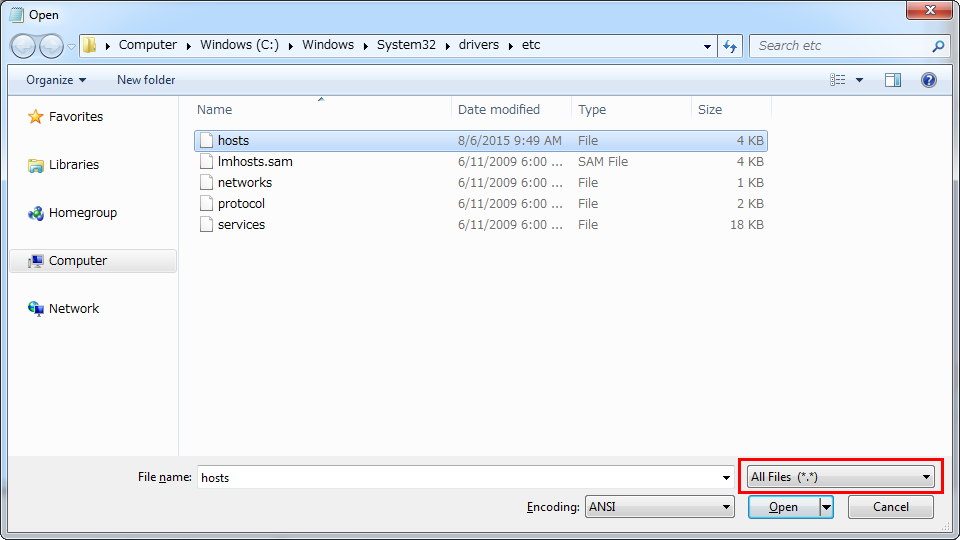 Open
Computer Windows (C:) Windows System32 drivers etc
Search etc
Organize New folder
Favorites
Libraries
Homegroup
Computer
Network
Name Date modified Type Size
hosts 8/6/2015 9:49 AM File 4 KB
lmhosts.sam 6/11/2009 6:00 ... SAM File 4 KB
networks 6/11/2009 6:00 ... File 1 KB
protocol 6/11/2009 6:00 ... File 2 KB
services 6/11/2009 6:00 ... File 18 KB
File name: hosts All Files (*.*)
Encoding: ANSI Open Cancel